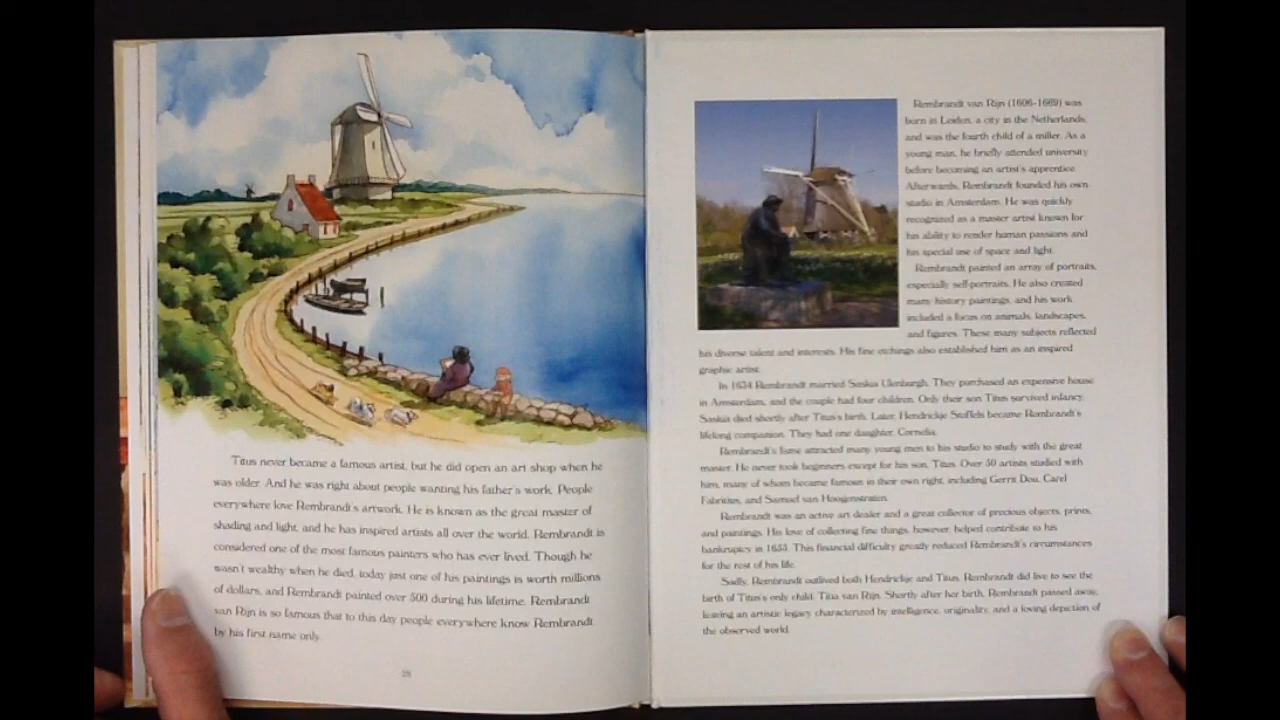 Titus never became a famous artist, but he did open an art shop when he
was older. And he was right about people wanting his father's work. People
everywhere love Rembrandt's artwork. He is known as the great master of
shading and light, and he has inspired artists all over the world. Rembrandt is
considered one of the most famous painters who has ever lived. Though he
wasn't wealthy when he died, today just one of his paintings is worth millions
of dollars, and Rembrandt painted over 500 during his lifetime. Rembrandt
van Rijn is so famous that to this day people everywhere know Rembrandt
by his first name only.
28
Rembrandt van Rijn (1606-1669) was
born in Leiden, a city in the Netherlands,
and was the fourth child of a miller. As a
young man, he briefly attended university
before becoming an artist's apprentice.
Afterwards, Rembrandt founded his own
studio in Amsterdam. He was quickly
recognized as a master artist known for
his ability to render human passions and
his special use of space and light.
Rembrandt painted an array of portraits,
especially self-portraits. He also created
many history paintings, and his work
included a focus on animals, landscapes,
and figures. These many subjects reflected
his diverse talent and interests. His fine etchings also established him as an inspired
graphic artist.
In 1634 Rembrandt married Saskia Ulenburgh. They purchased an expensive house
in Amsterdam, and the couple had four children. Only their son Titus survived infancy.
Saskia died shortly after Titus's birth. Later, Hendrickje Stoffels became Rembrandt's
lifelong companion. They had one daughter, Cornelia.
Rembrandt's fame attracted many young men to his studio to study with the great
master. He never took beginners except for his son, Titus. Over 50 artists studied with
him, many of whom became famous in their own right, including Gerrit Dou, Carel
Fabritius, and Samuel van Hoogenstraten.
Rembrandt was an active art dealer and a great collector of precious objects, prints,
and paintings. His love of collecting fine things, however, helped contribute to his
bankruptcy in This financial difficulty greatly reduced Rembrandt's circumstances
for the rest of his life.
Sadly, Rembrandt outlived both Hendrickje and Titus. Rembrandt did live to see the
birth of Titus's only child, Titia van Rijn. Shortly after her birth, Rembrandt passed away,
leaving an artistic legacy characterized by intelligence, originality, and a loving depiction of
the observed world.